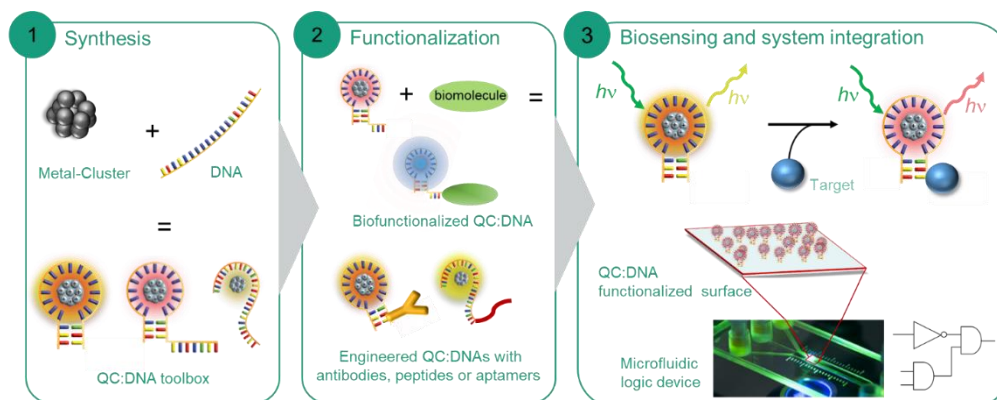 1
Synthesis
+
Metal-Cluster
DNA
=
QC:DNA toolbox
2
Functionalization
+
biomolecule
=
Biofunctionalized QC:DNA
Engineered QC:DNAs with
antibodies, peptides or aptamers
3
Biosensing and system integration
hν
hν
hν
hν
Target
QC:DNA
functionalized surface
Microfluidic
logic device